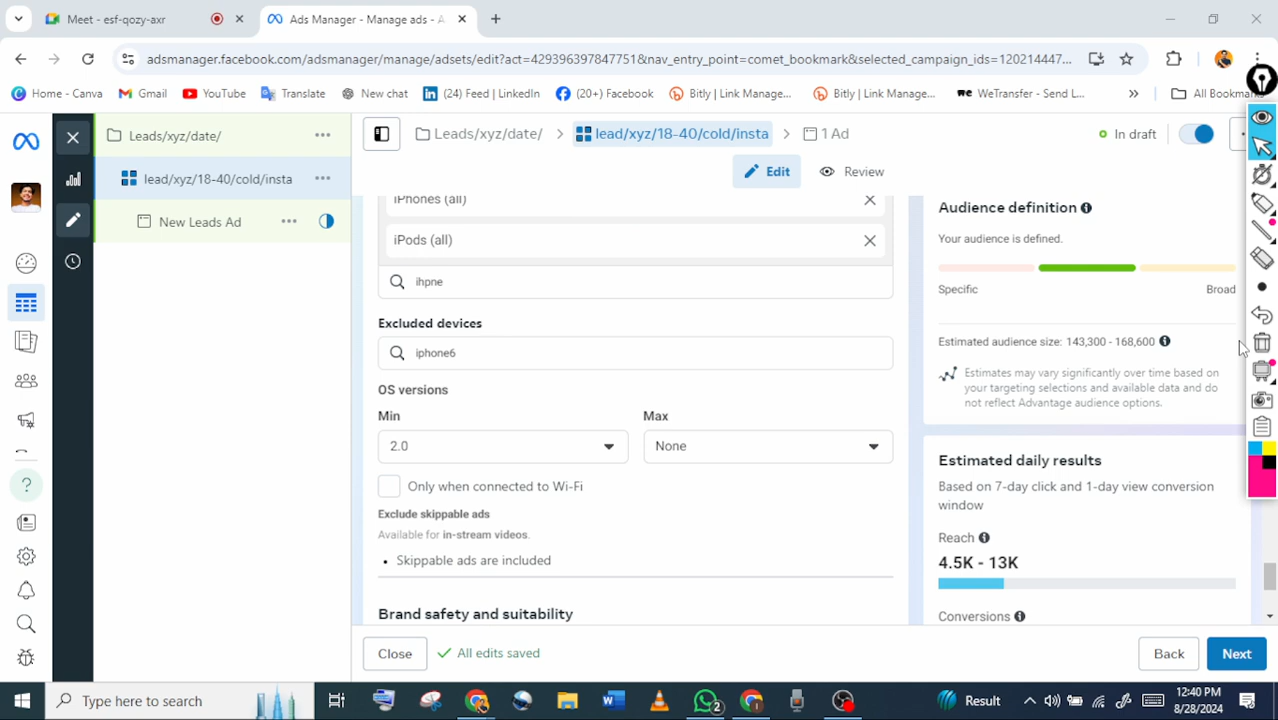 Meet - esf-qozy-axr
Ads Manager - Manage ads - A
adsmanager.facebook.com/adsmanager/manage/adsets/edit?act=429396397847751&nav_entry_point=comet_bookmark&selected_campaign_ids=120214447...
Home - Canva
Gmail
YouTube
Translate
New chat
(24) Feed | LinkedIn
(20+) Facebook
Bitly | Link Manage...
Bitly | Link Manage...
WeTransfer - Send L...
All Bookmarks
Leads/xyz/date/
lead/xyz/18-40/cold/insta
New Leads Ad
Leads/xyz/date/
lead/xyz/18-40/cold/insta
1 Ad
In draft
Edit
Review
iPhones (all)
iPods (all)
ihpne
Excluded devices
iphone6
OS versions
Min
Max
2.0
None
Only when connected to Wi-Fi
Exclude skippable ads
Available for in-stream videos.
• Skippable ads are included
Brand safety and suitability
Audience definition
Your audience is defined.
Specific
Broad
Estimated audience size: 143,300 - 168,600
Estimates may vary significantly over time based on
your targeting selections and available data and do
not reflect Advantage audience options.
Estimated daily results
Based on 7-day click and 1-day view conversion
window
Reach
4.5K - 13K
Conversions
Close
All edits saved
Back
Next
Type here to search
2
Result
12:40 PM
8/28/2024